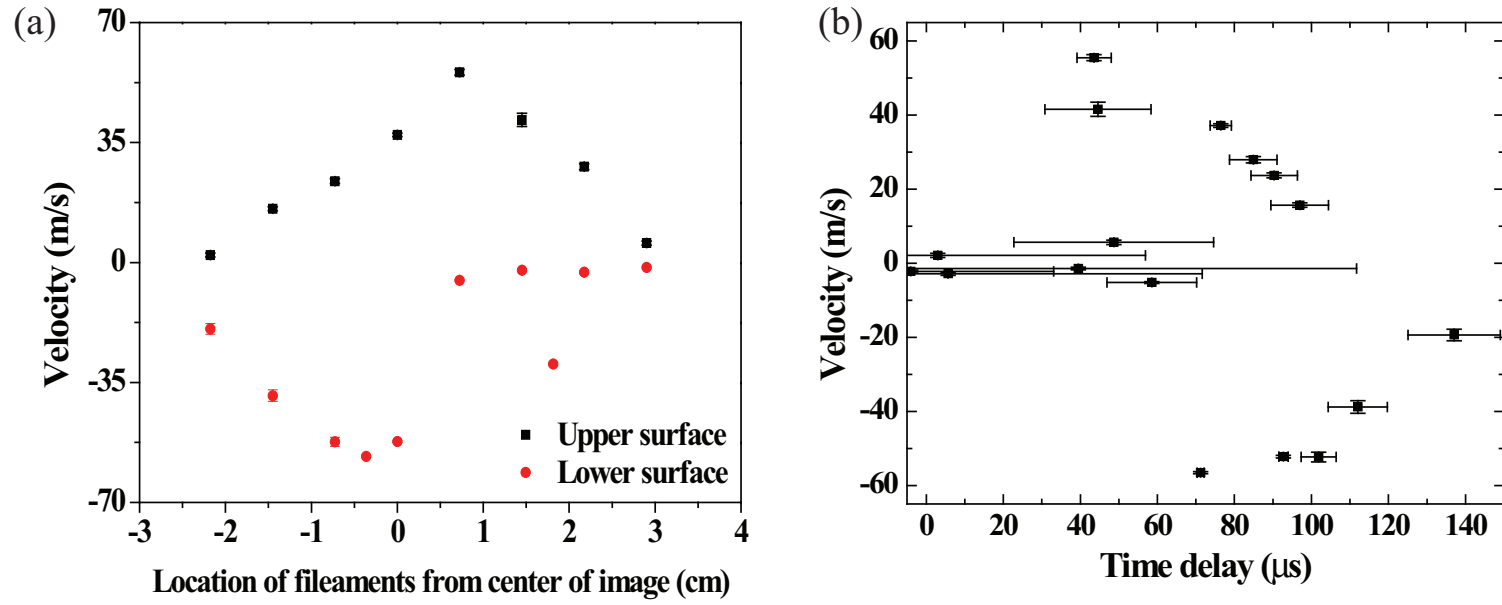 (a)
70
35
0
-35
-70
Velocity (m/s)
-3 -2 -1 0 1 2 3 4
Location of fileaments from center of image (cm)
Upper surface
Lower surface
(b)
60
40
20
0
-20
-40
-60
Velocity (m/s)
0 20 40 60 80 100 120 140
Time delay (μs)